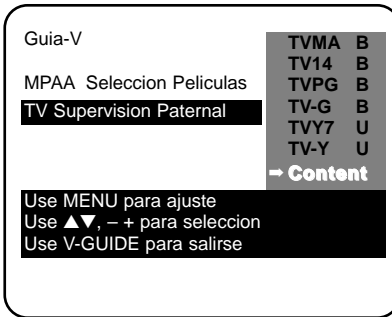 Guia-V
MPAA Seleccion Peliculas
TV Supervision Paternal
TVMA B
TV14 B
TVPG B
TV-G B
TVY7 U
TV-Y U
➡ Content
Use MENU para ajuste
Use ▲▼, – + para seleccion
Use V-GUIDE para salirse